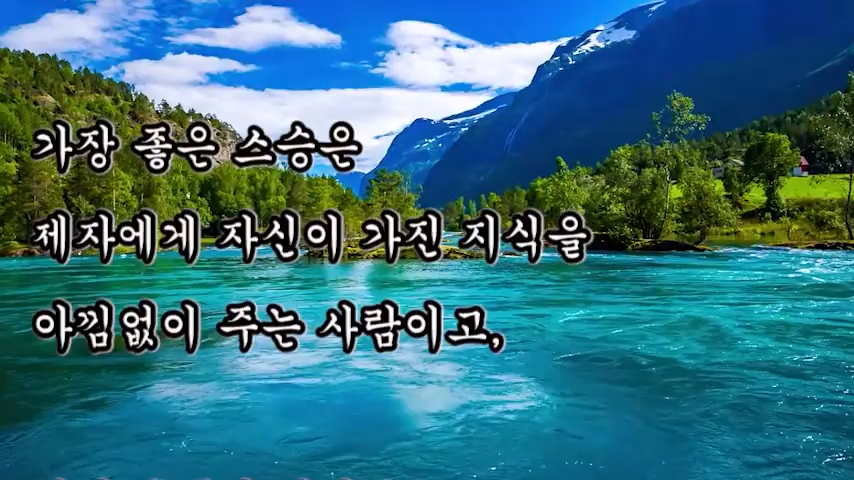 가장 좋은 스승은
제자에게 자신이 가진 지식을
아낌없이 주는 사람이고,